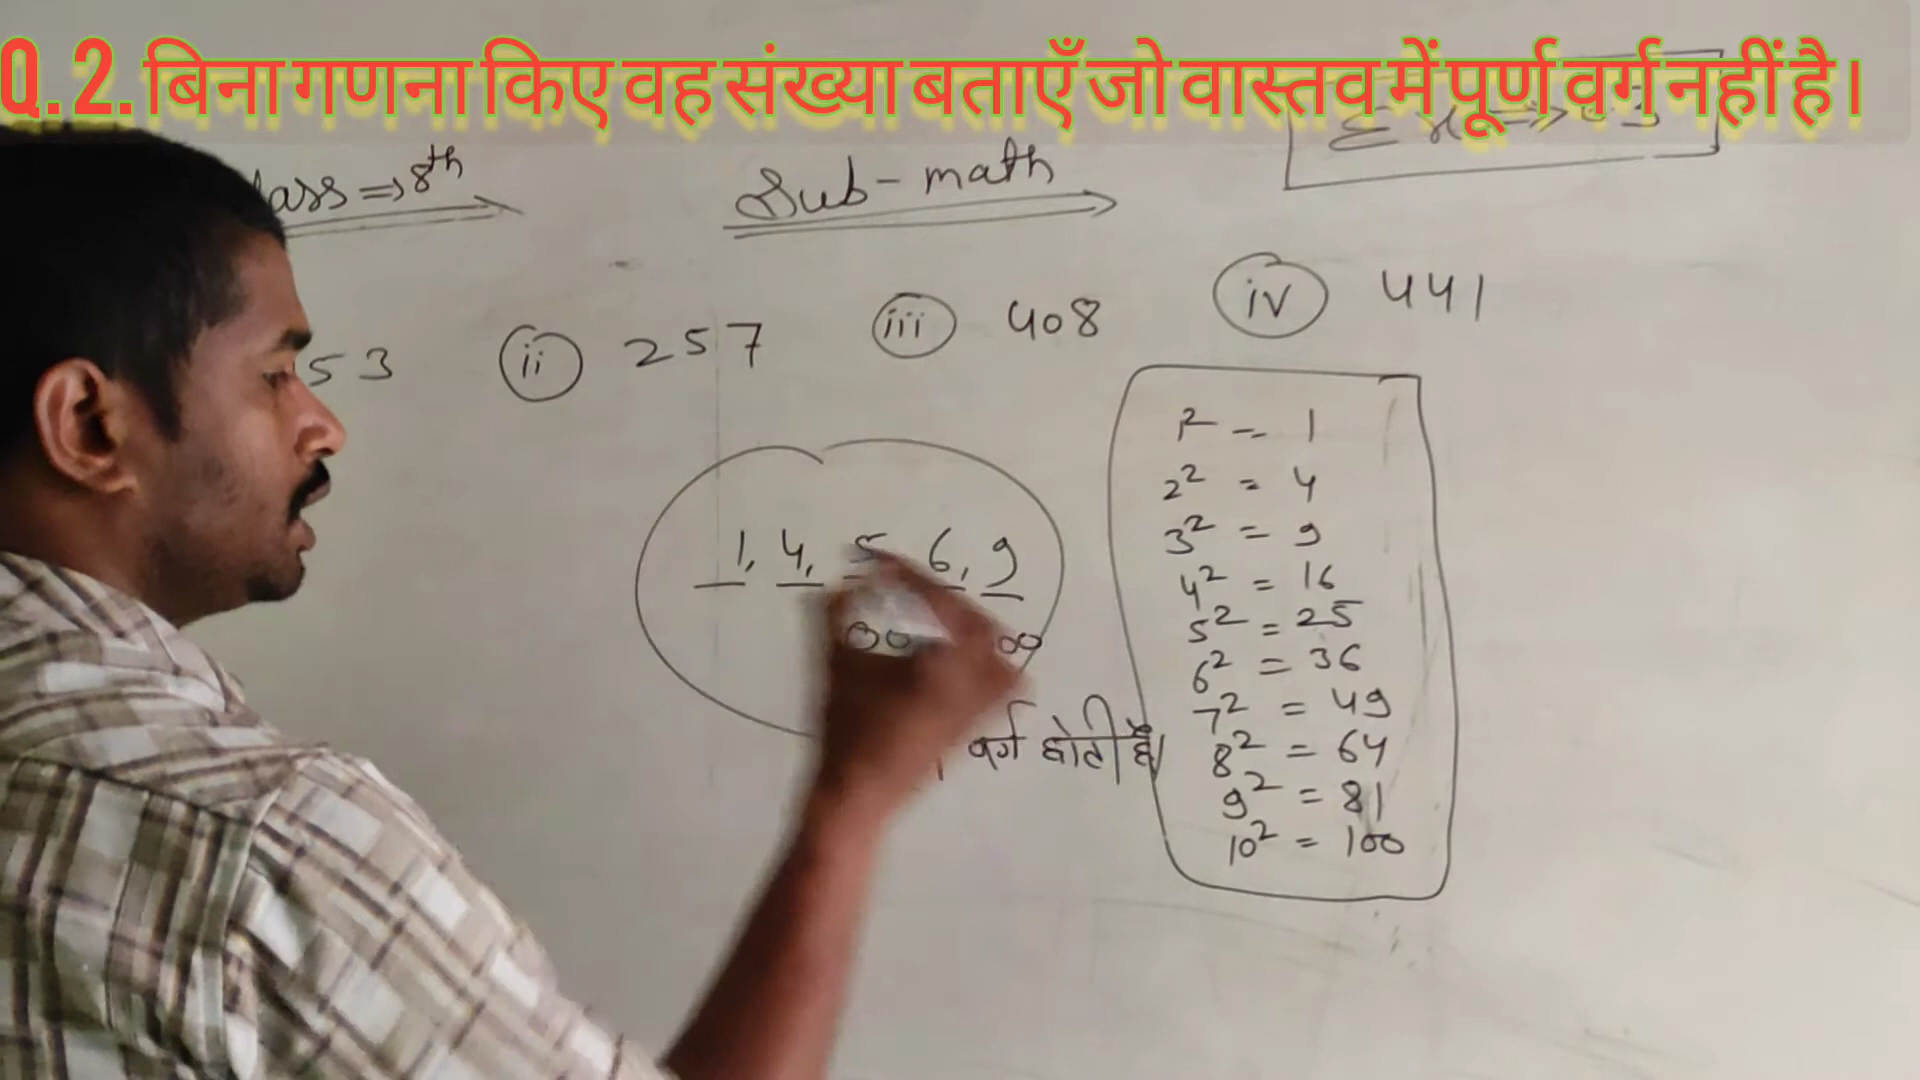 Q.2. बिना गणना किए वह संख्या बताएँ जो वास्तव में पूर्ण वर्ग नहीं है।
Class => 8th
Sub - math
53
ii 257
iii 408
iv 441
1, 4, 5, 6, 9
00 00
वर्ग होती है।
1² = 1
2² = 4
3² = 9
4² = 16
5² = 25
6² = 36
7² = 49
8² = 64
9² = 81
10² = 100